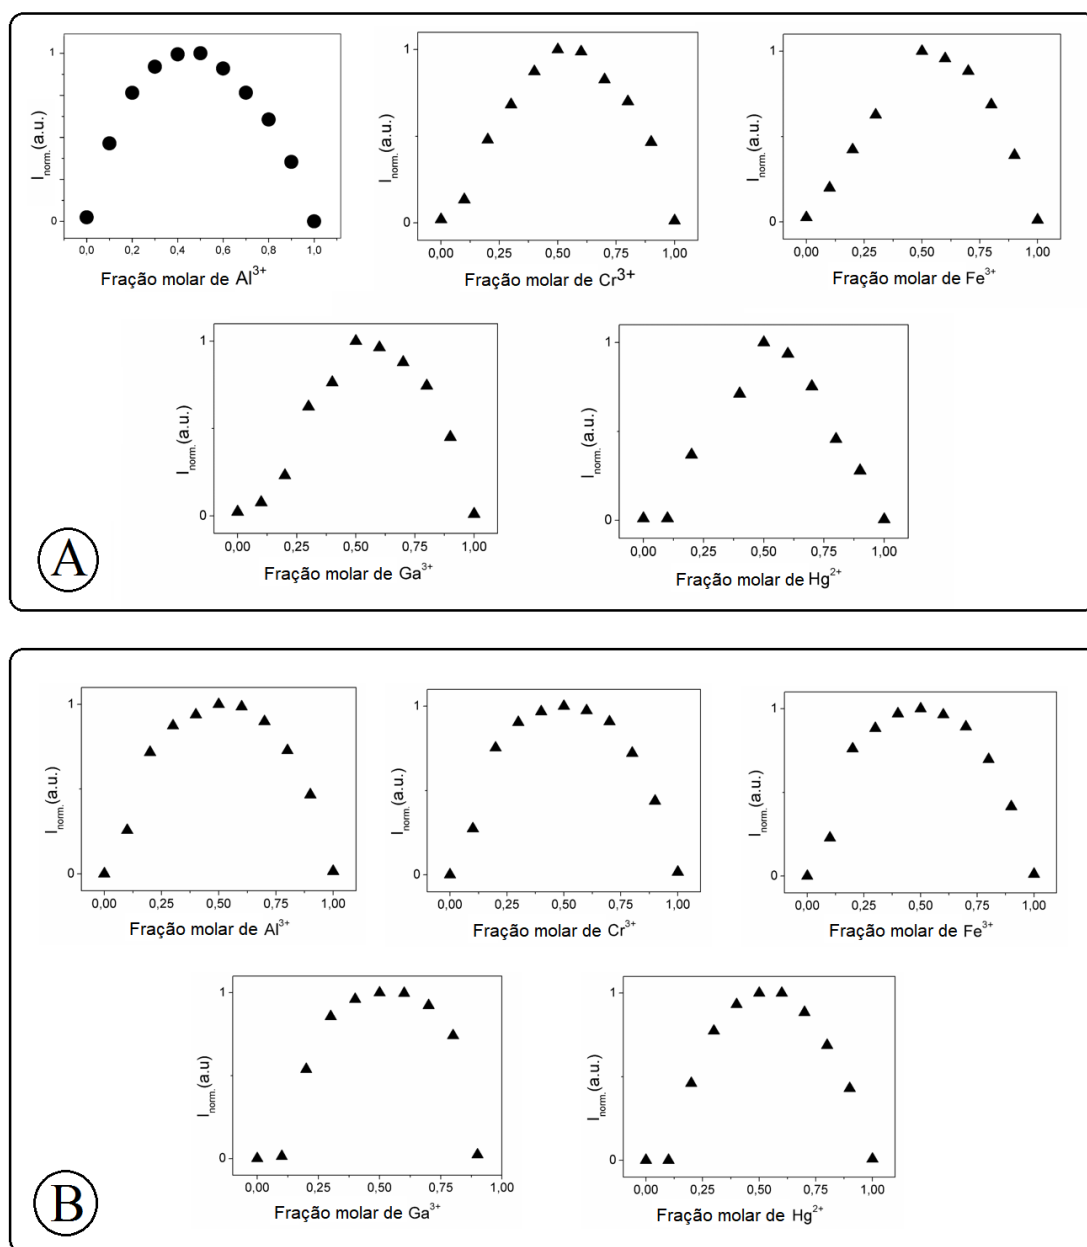 1
0
I norm. (a.u.)
0,0 0,2 0,4 0,6 0,8 1,0
Fração molar de Al3+
1
0
I norm. (a.u.)
0,00 0,25 0,50 0,75 1,00
Fração molar de Cr3+
1
0
I norm. (a.u.)
0,00 0,25 0,50 0,75 1,00
Fração molar de Fe3+
1
0
I norm. (a.u.)
0,00 0,25 0,50 0,75 1,00
Fração molar de Ga3+
1
0
I norm. (a.u.)
0,00 0,25 0,50 0,75 1,00
Fração molar de Hg2+
A
1
0
I norm. (a.u.)
0,00 0,25 0,50 0,75 1,00
Fração molar de Al3+
1
0
I norm. (a.u.)
0,00 0,25 0,50 0,75 1,00
Fração molar de Cr3+
1
0
I norm. (a.u.)
0,00 0,25 0,50 0,75 1,00
Fração molar de Fe3+
1
0
I norm. (a.u)
0,00 0,25 0,50 0,75 1,00
Fração molar de Ga3+
1
0
I norm. (a.u.)
0,00 0,25 0,50 0,75 1,00
Fração molar de Hg2+
B